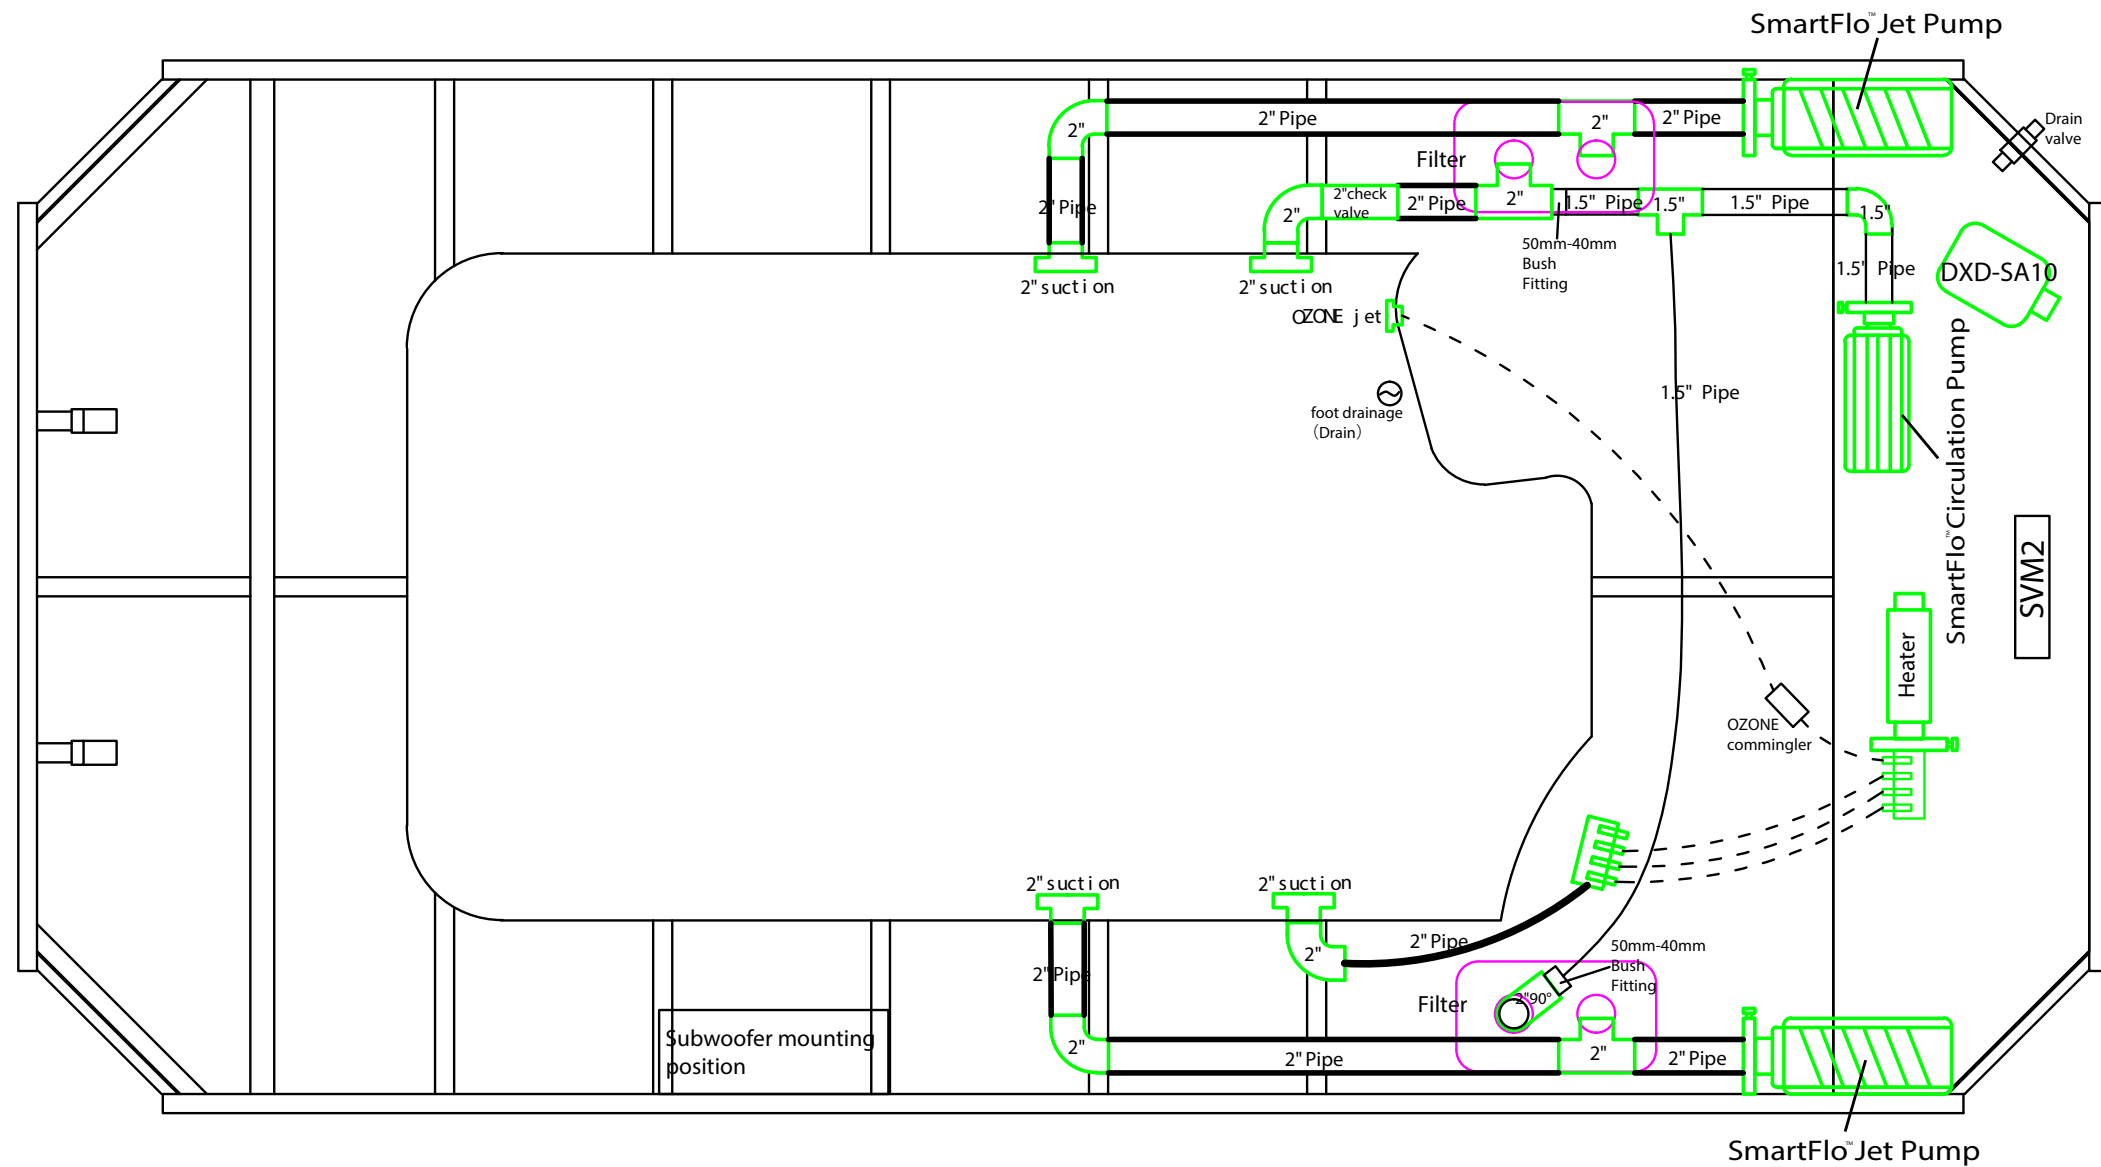 SmartFlo™ Jet Pump
2" Pipe
2"
2" Pipe
2"
Drain
valve
Filter
2" Pipe
2"
2"check
valve
2" Pipe
2"
1.5" Pipe
1.5"
1.5" Pipe
1.5"
50mm-40mm
Bush
Fitting
1.5" Pipe
DXD-SA10
2" suction
2" suction
OZONE jet
foot drainage
(Drain)
1.5" Pipe
SmartFlo™ Circulation Pump
SVM2
Heater
OZONE
commingler
2" suction
2" suction
2" Pipe
2"
2" Pipe
50mm-40mm
Bush
Fitting
Filter
2"90°
Subwoofer mounting
position
2"
2" Pipe
2"
2" Pipe
SmartFlo™ Jet Pump